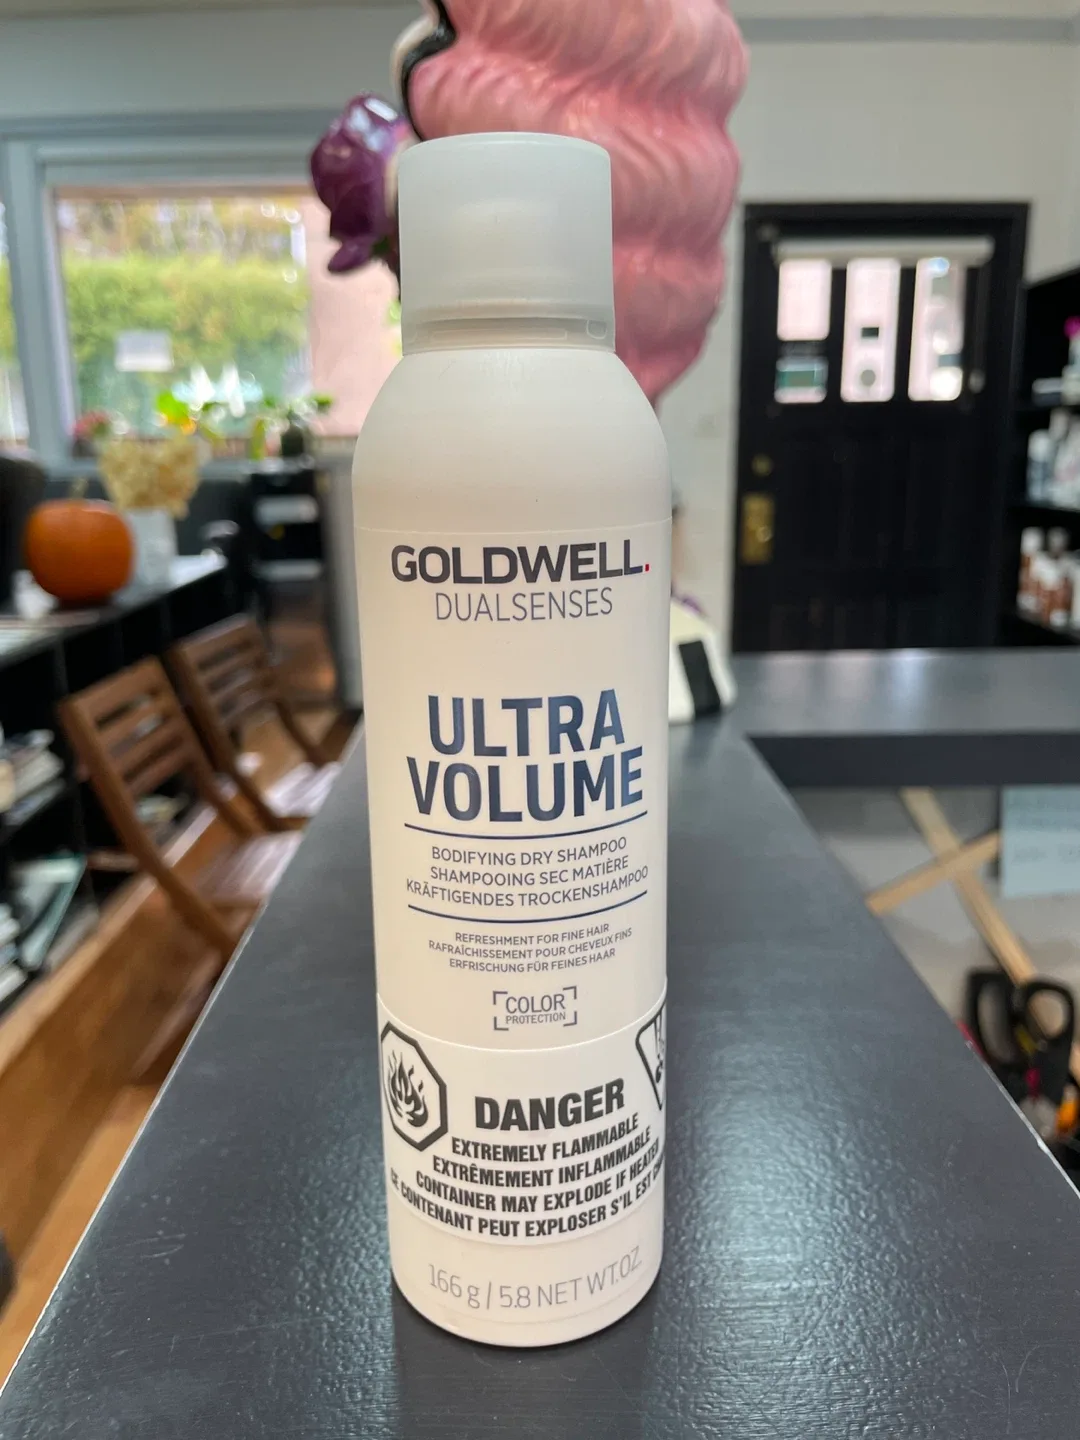 GOLDWELL.
DUALSENSES
ULTRA
VOLUME
BODIFYING DRY SHAMPOO
SHAMPOOING SEC MATIÈRE
KRÄFTIGENDES TROCKENSHAMPOO
REFRESHMENT FOR FINE HAIR
RAFRAÎCHISSEMENT POUR CHEVEUX FINS
ERFRISCHUNG FÜR FEINES HAAR
COLOR
PROTECTION
DANGER
EXTREMELY FLAMMABLE
EXTRÊMEMENT INFLAMMABLE
CONTAINER MAY EXPLODE IF HEATED
CE CONTENANT PEUT EXPLOSER S'IL EST
166 g / 5.8 NET WT.OZ.